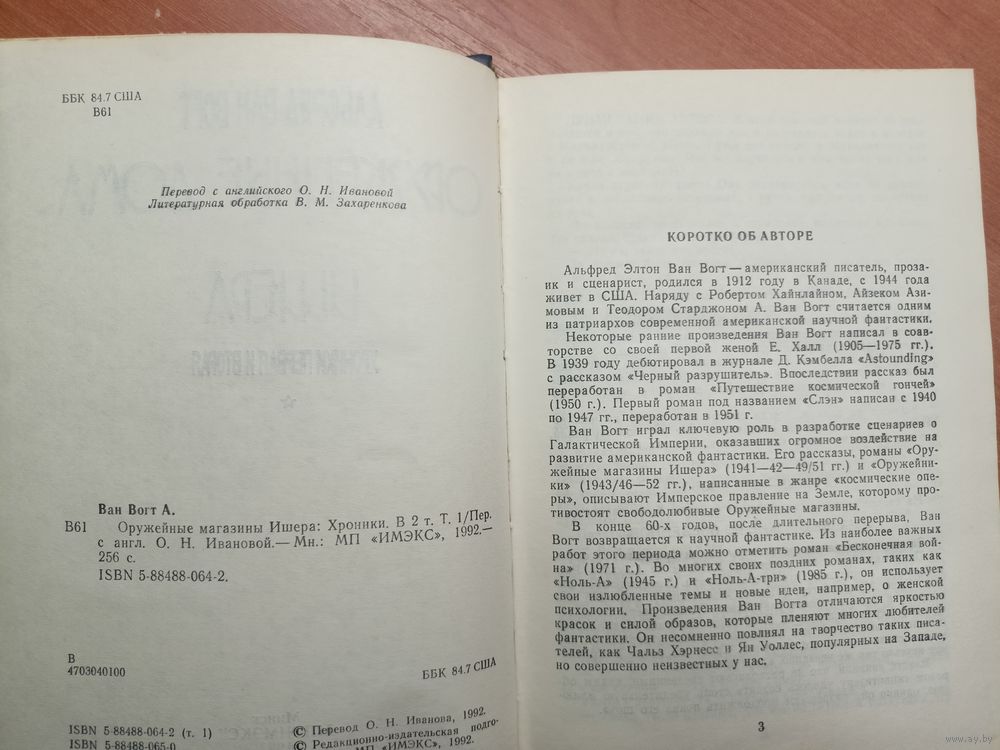 ББК 84.7 США
В61
Перевод с английского О. Н. Ивановой
Литературная обработка В. М. Захаренкова
Ван Вогт А.
В61 Оружейные магазины Ишера: Хроники. В 2 т. Т. 1/Пер.
с англ. О. Н. Ивановой.— Мн.: МП «ИМЭКС», 1992.—
256 с.
ISBN 5-88488-064-2.
В
4703040100
ББК 84.7 США
ISBN 5-88488-064-2 (т. 1)
ISBN 5-88488-065-0
© Перевод О. Н. Иванова, 1992.
© Редакционно-издательская подго-
МП «ИМЭКС», 1992.
КОРОТКО ОБ АВТОРЕ
Альфред Элтон Ван Вогт — американский писатель, проза-
ик и сценарист, родился в 1912 году в Канаде, с 1944 года
живет в США. Наряду с Робертом Хайнлайном, Айзеком Ази-
мовым и Теодором Старджоном А. Ван Вогт считается одним
из патриархов современной американской научной фантастики.
Некоторые ранние произведения Ван Вогт написал в соав-
торстве со своей первой женой Е. Халл (1905—1975 гг.).
В 1939 году дебютировал в журнале Д. Кэмбелла «Astounding»
с рассказом «Черный разрушитель». Впоследствии рассказ был
переработан в роман «Путешествие космической гончей»
(1950 г.). Первый роман под названием «Слэн» написан с 1940
по 1947 гг., переработан в 1951 г.
Ван Вогт играл ключевую роль в разработке сценариев о
Галактической Империи, оказавших огромное воздействие на
развитие американской фантастики. Его рассказы, романы «Ору-
жейные магазины Ишера» (1941—42—49/51 гг.) и «Оружейни-
ки» (1943/46—52 гг.), написанные в жанре «космические опе-
ры», описывают Имперское правление на Земле, которому про-
тивостоят свободолюбивые Оружейные магазины.
В конце 60-х годов, после длительного перерыва, Ван
Вогт возвращается к научной фантастике. Из наиболее важных
работ этого периода можно отметить роман «Бесконечная вой-
на» (1971 г.). Во многих своих поздних романах, таких как
«Ноль-А» (1945 г.) и «Ноль-А-три» (1985 г.), он использует
свои излюбленные темы и новые идеи, например, о женской
психологии. Произведения Ван Вогта отличаются яркостью
красок и силой образов, которые пленяют многих любителей
фантастики. Он несомненно повлиял на творчество таких писа-
телей, как Чальз Хэрнесс и Ян Уоллес, популярных на Западе,
но совершенно неизвестных у нас.
3
www.ay.by